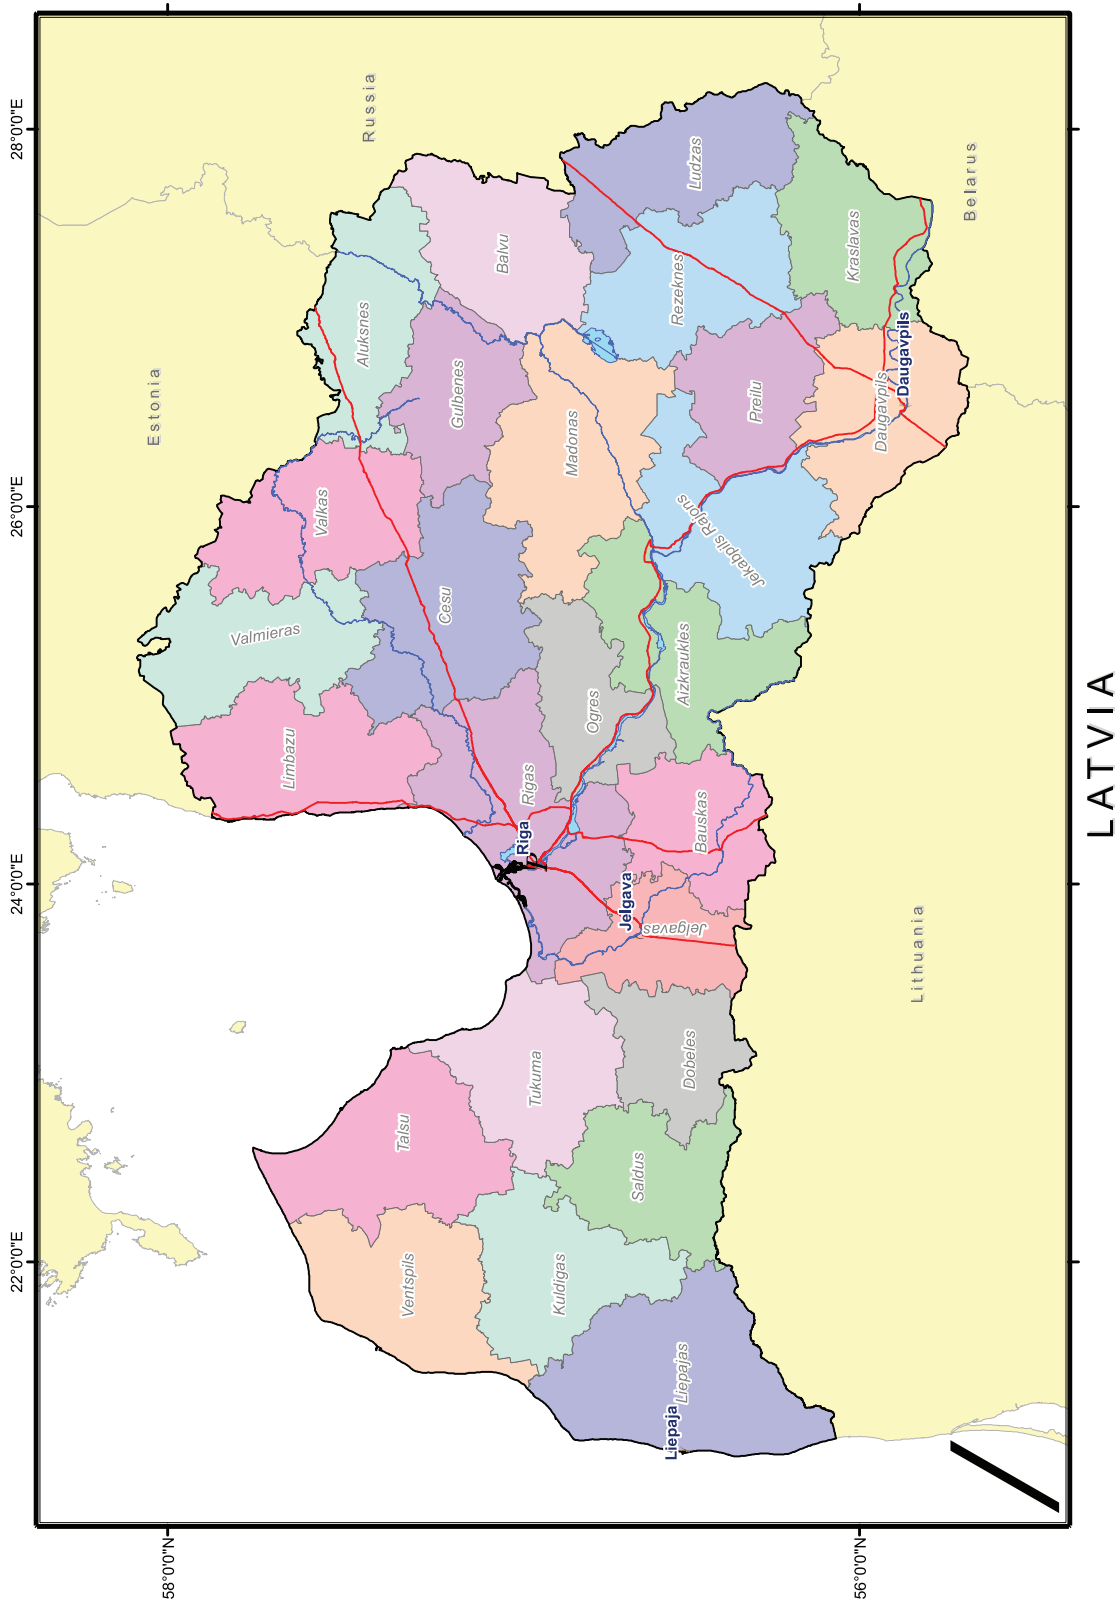 LATVIA
22°0'0"E
24°0'0"E
26°0'0"E
28°0'0"E
58°0'0"N
56°0'0"N
Estonia
Russia
Belarus
Lithuania
Valmieras
Valkas
Limbazu
Aluksnes
Cesu
Gulbenes
Balvu
Talsu
Ventspils
Tukuma
Rigas
Riga
Ogres
Madonas
Kuldigas
Jelgava
Jelgavas
Saldus
Dobeles
Bauskas
Aizkraukles
Jekabpils Rajons
Rezeknes
Ludzas
Preilu
Liepaja
Liepajas
Kraslavas
Daugavpils
Daugavpils